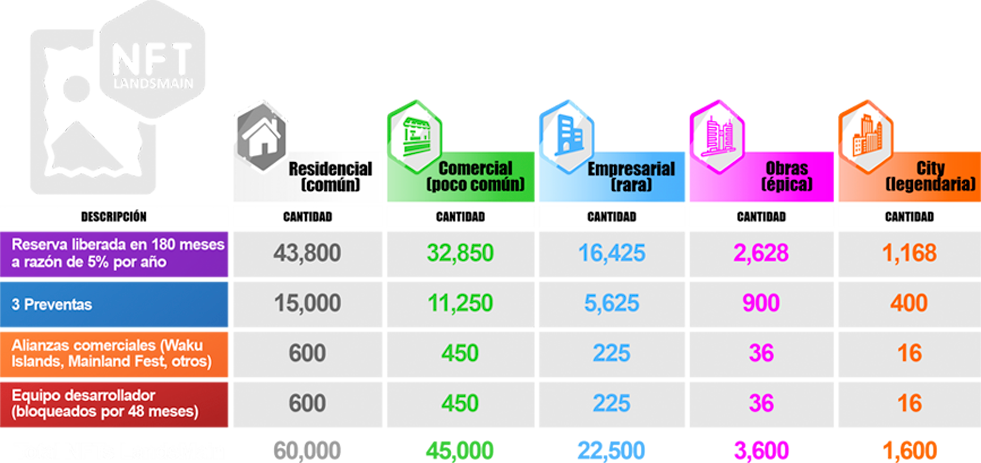 NFT
LANDSMAIN
Residencial
(común)
Comercial
(poco común)
Empresarial
(rara)
Obras
(épica)
City
(legendaria)
DESCRIPCIÓN CANTIDAD CANTIDAD CANTIDAD CANTIDAD CANTIDAD
Reserva liberada en 180 meses
a razón de 5% por año
43,800 32,850 16,425 2,628 1,168
3 Preventas 15,000 11,250 5,625 900 400
Alianzas comerciales (Waku
Islands, Mainland Fest, otros)
600 450 225 36 16
Equipo desarrollador
(bloqueados por 48 meses)
600 450 225 36 16
60,000 45,000 22,500 3,600 1,600